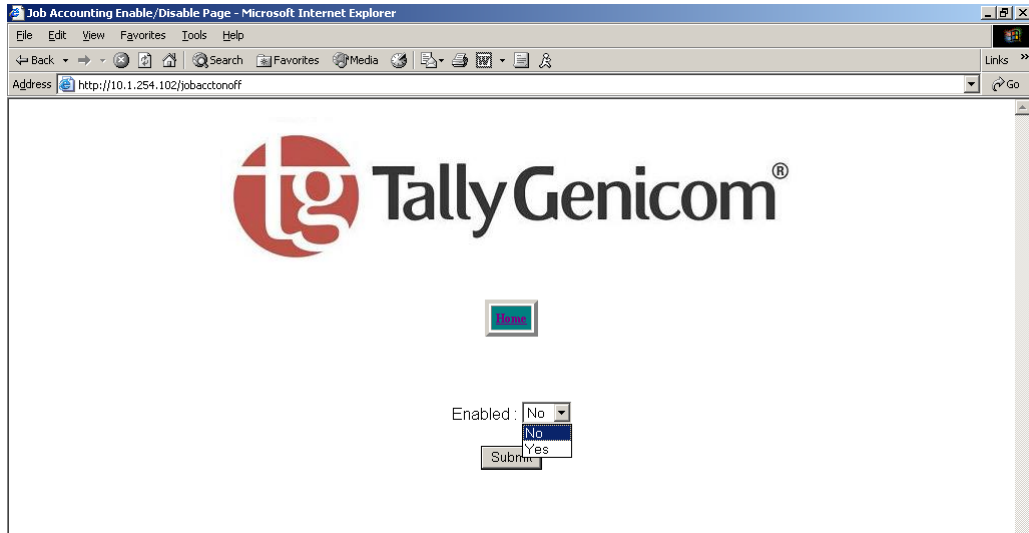 Job Accounting Enable/Disable Page - Microsoft Internet Explorer
File Edit View Favorites Tools Help
Back Search Favorites Media Links »
Address http://10.1.254.102/jobacctonoff Go
tg TallyGenicom®
Home
Enabled : No
No
Yes
Submit